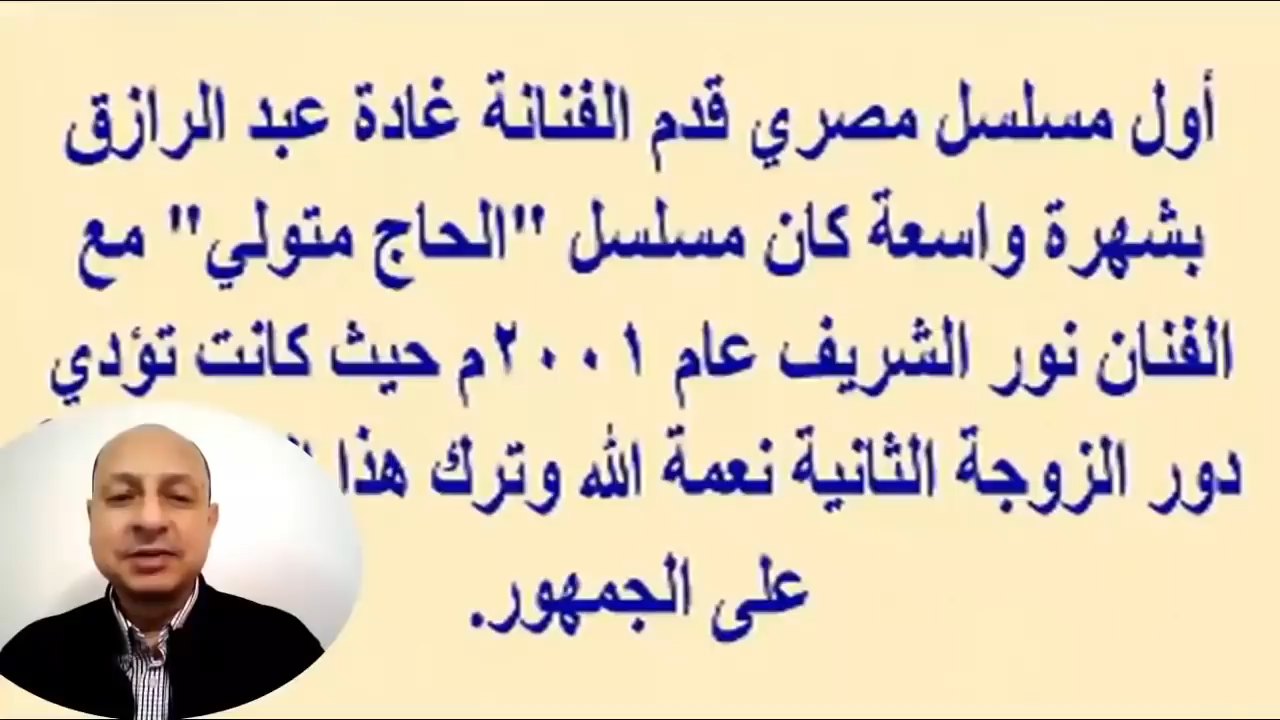 أول مسلسل مصري قدم الفنانة غادة عبد الرازق
بشهرة واسعة كان مسلسل "الحاج متولي" مع
الفنان نور الشريف عام ٢٠٠١م حيث كانت تؤدي
دور الزوجة الثانية نعمة الله وترك هذا
على الجمهور.